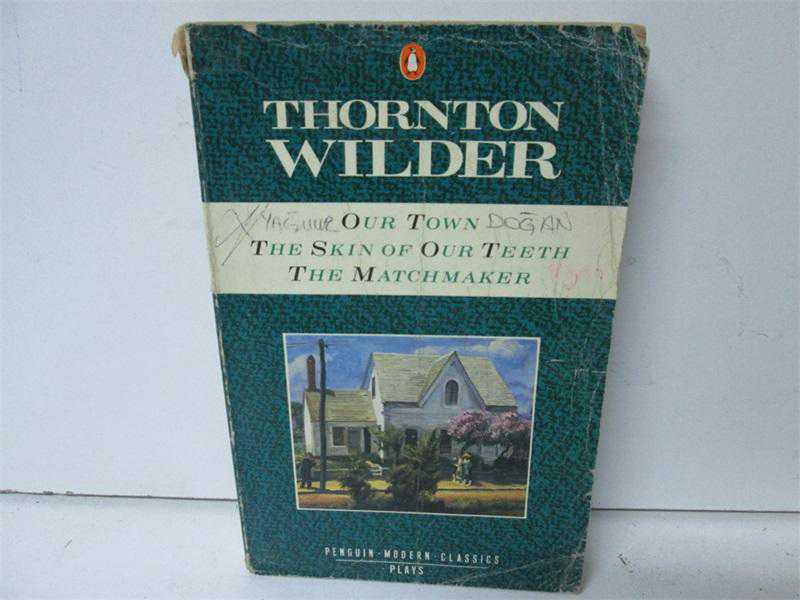 THORNTON
WILDER
YAĞMUR OUR TOWN DOĞAN
THE SKIN OF OUR TEETH
THE MATCHMAKER
PENGUIN · MODERN · CLASSICS
PLAYS